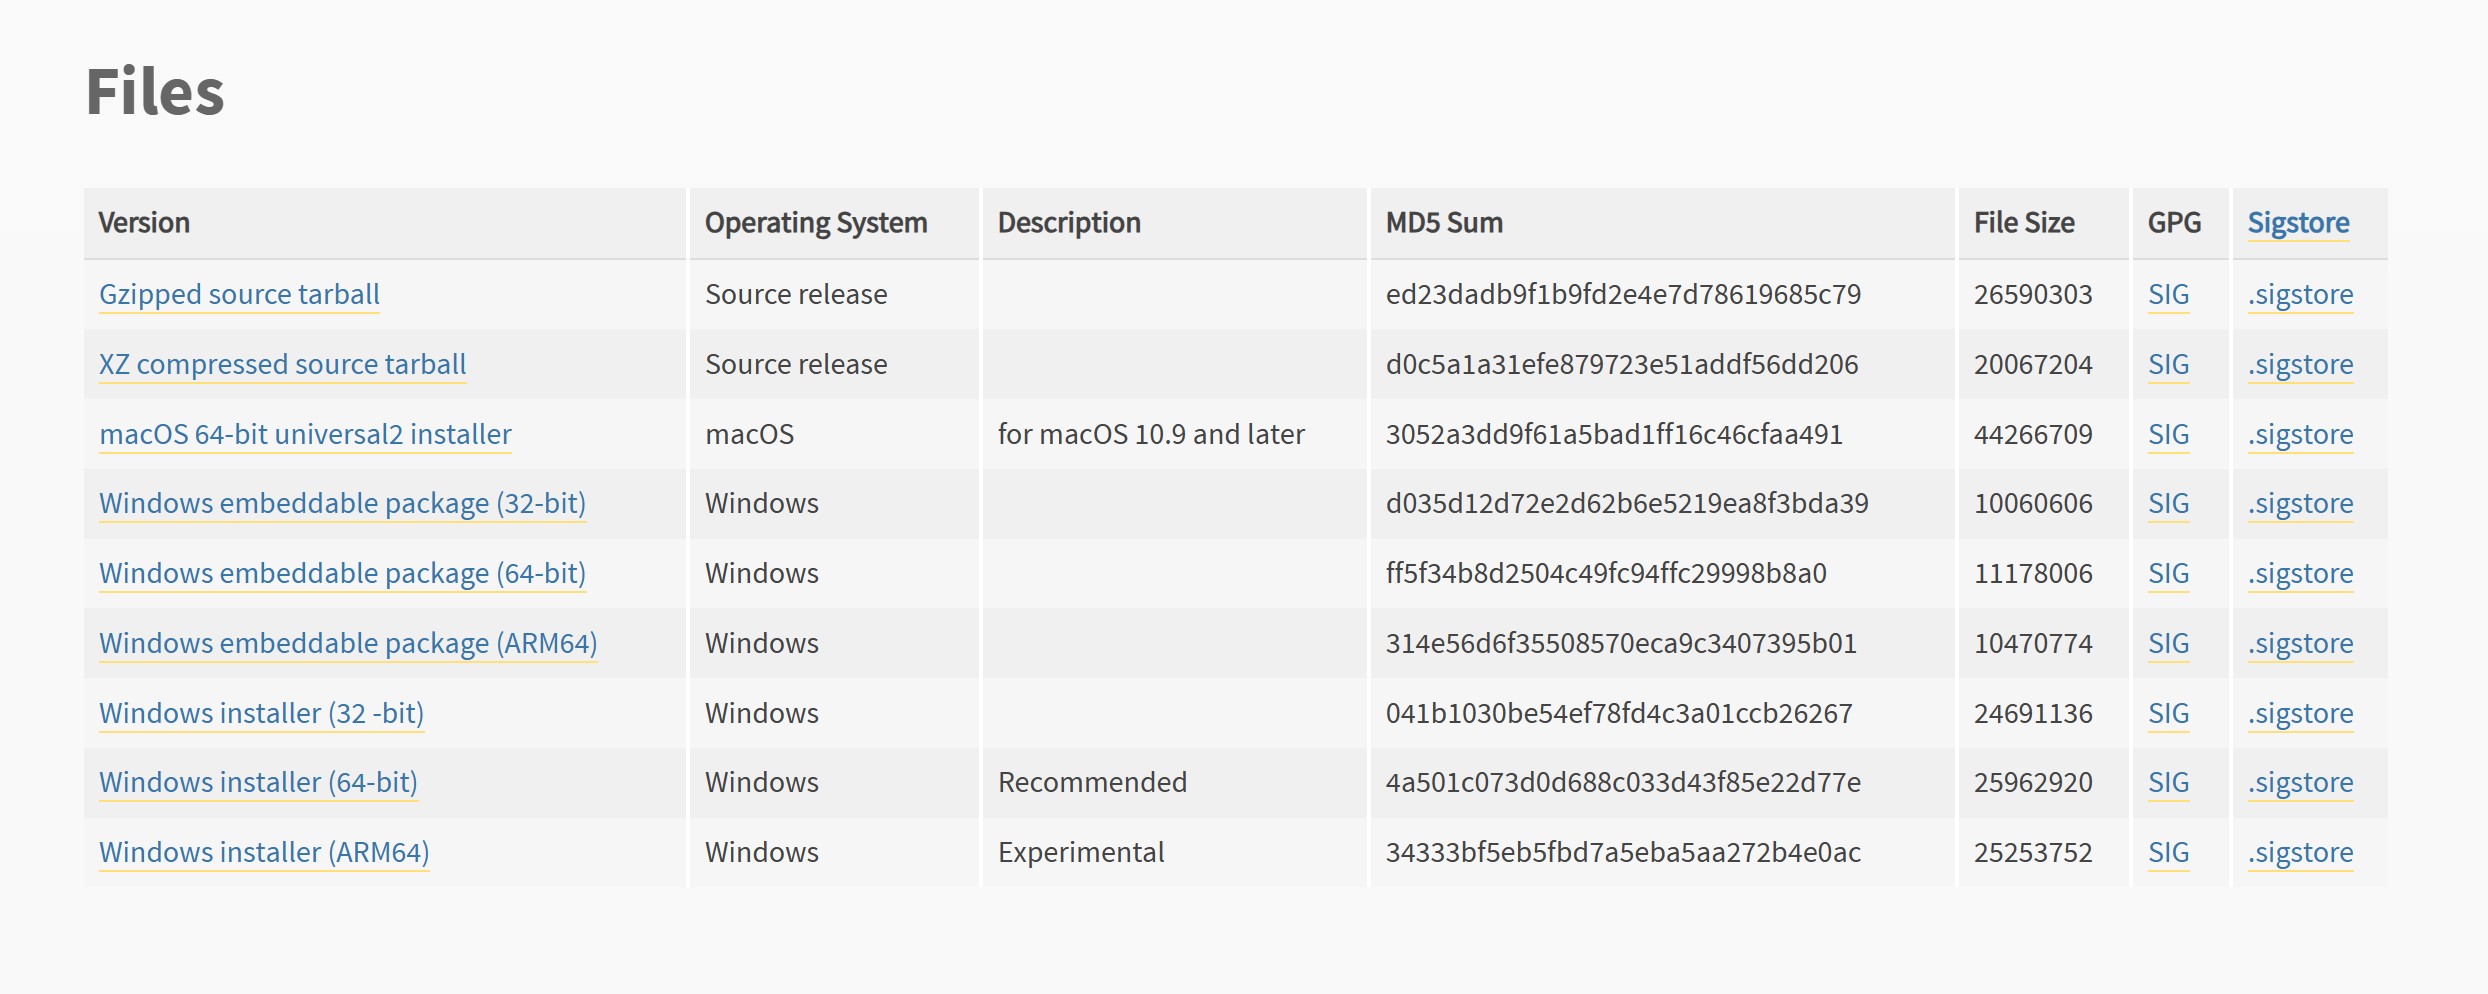 Files
Version Operating System Description MD5 Sum File Size GPG Sigstore
Gzipped source tarball Source release ed23dadb9f1b9fd2e4e7d78619685c79 26590303 SIG .sigstore
XZ compressed source tarball Source release d0c5a1a31efe879723e51addf56dd206 20067204 SIG .sigstore
macOS 64-bit universal2 installer macOS for macOS 10.9 and later 3052a3dd9f61a5bad1ff16c46cfaa491 44266709 SIG .sigstore
Windows embeddable package (32-bit) Windows d035d12d72e2d62b6e5219ea8f3bda39 10060606 SIG .sigstore
Windows embeddable package (64-bit) Windows ff5f34b8d2504c49fc94ffc29998b8a0 11178006 SIG .sigstore
Windows embeddable package (ARM64) Windows 314e56d6f35508570eca9c3407395b01 10470774 SIG .sigstore
Windows installer (32 -bit) Windows 041b1030be54ef78fd4c3a01ccb26267 24691136 SIG .sigstore
Windows installer (64-bit) Windows Recommended 4a501c073d0d688c033d43f85e22d77e 25962920 SIG .sigstore
Windows installer (ARM64) Windows Experimental 34333bf5eb5fbd7a5eba5aa272b4e0ac 25253752 SIG .sigstore